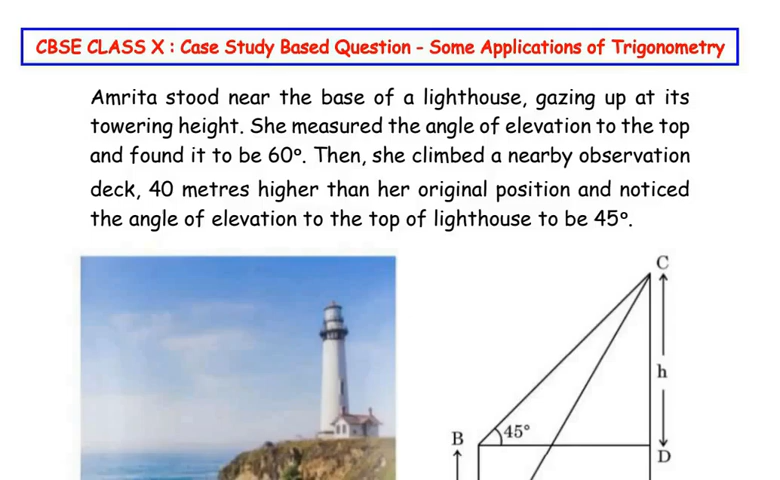 CBSE CLASS X : Case Study Based Question - Some Applications of Trigonometry
Amrita stood near the base of a lighthouse, gazing up at its
towering height. She measured the angle of elevation to the top
and found it to be 60°. Then, she climbed a nearby observation
deck, 40 metres higher than her original position and noticed
the angle of elevation to the top of lighthouse to be 45°.
C
h
B
45°
D